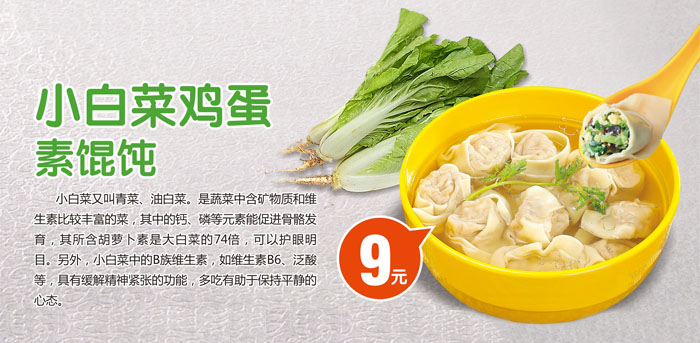 小白菜鸡蛋
素馄饨
小白菜又叫青菜、油白菜。是蔬菜中含矿物质和维
生素比较丰富的菜，其中的钙、磷等元素能促进骨骼发
育，其所含胡萝卜素是大白菜的74倍，可以护眼明
目。另外，小白菜中的B族维生素，如维生素B6、泛酸
等，具有缓解精神紧张的功能，多吃有助于保持平静的
心态。
9元